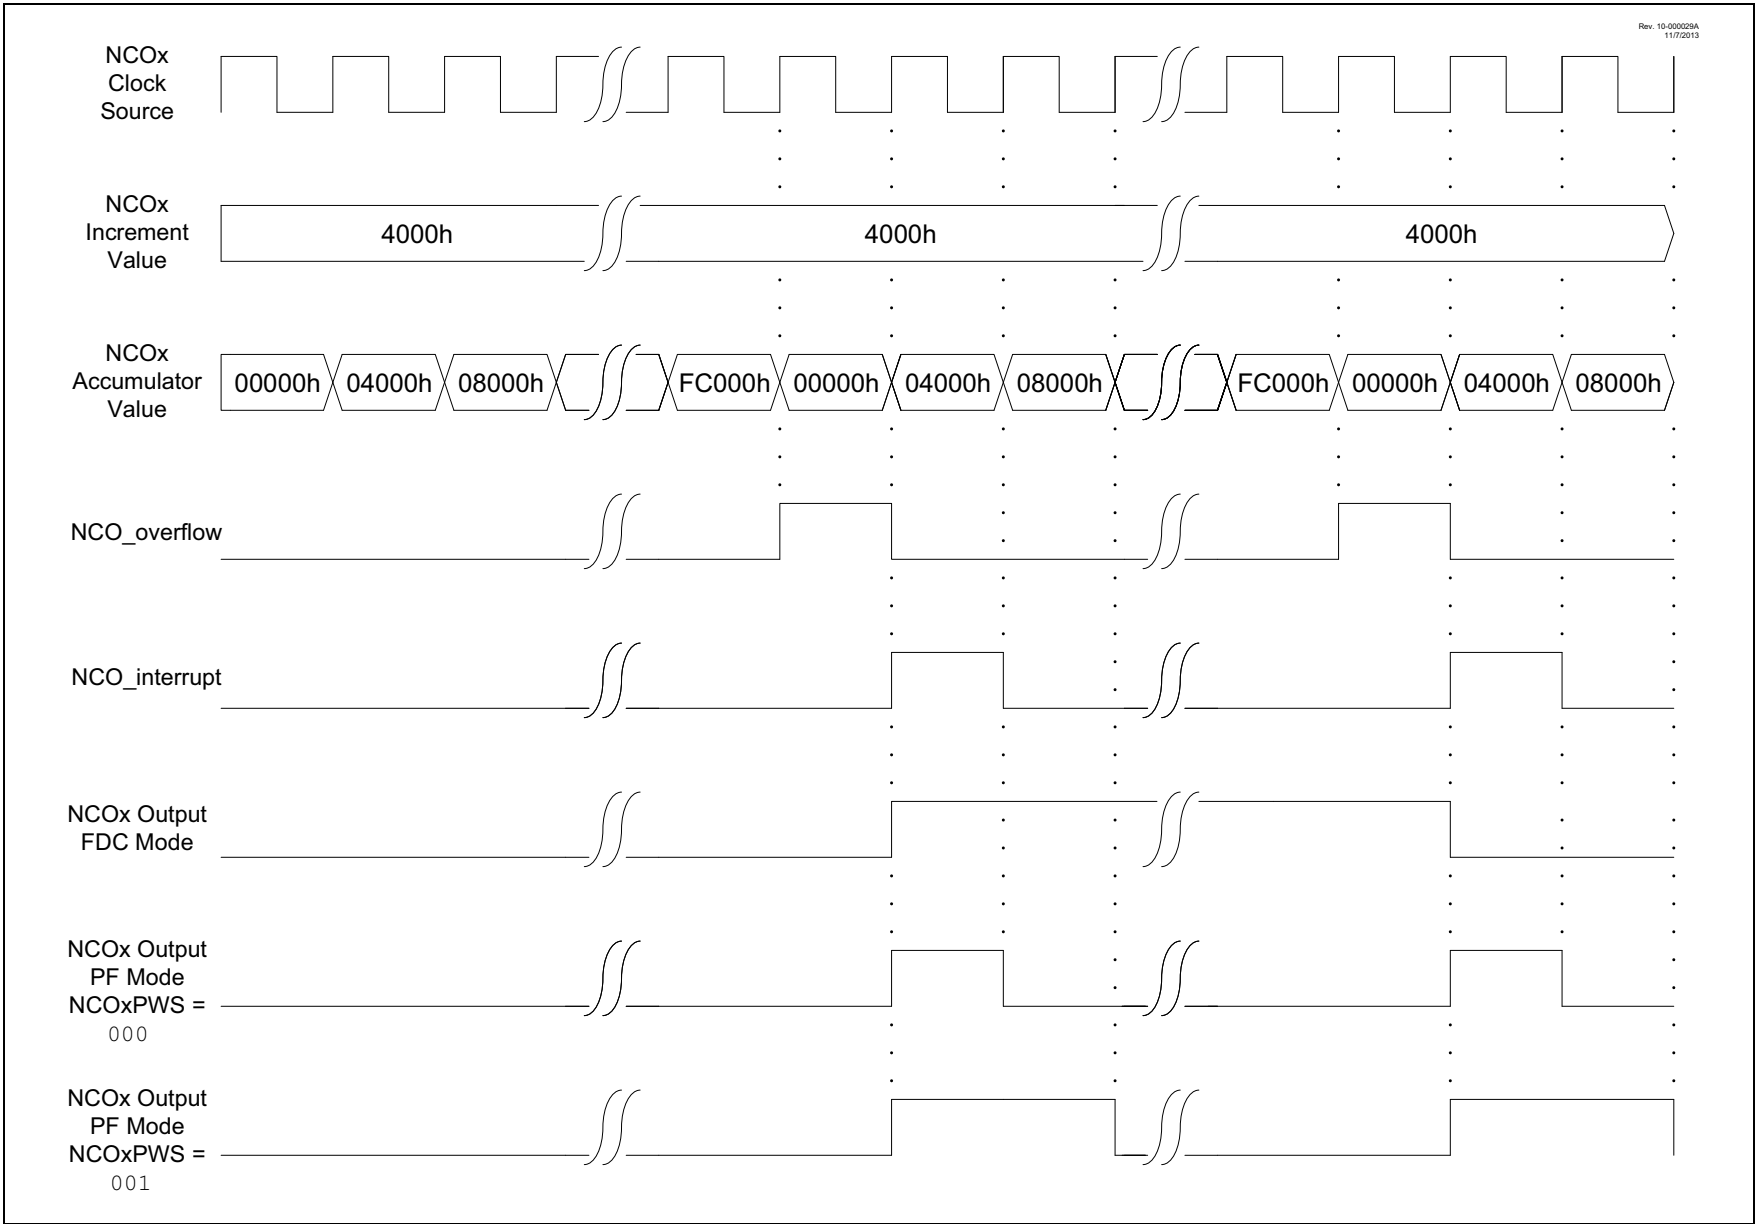 Rev. 10-000029A
11/7/2013
NCOx
Clock
Source
NCOx
Increment
Value
4000h
4000h
4000h
NCOx
Accumulator
Value
00000h
04000h
08000h
FC000h
00000h
04000h
08000h
FC000h
00000h
04000h
08000h
NCO_overflow
NCO_interrupt
NCOx Output
FDC Mode
NCOx Output
PF Mode
NCOxPWS =
000
NCOx Output
PF Mode
NCOxPWS =
001